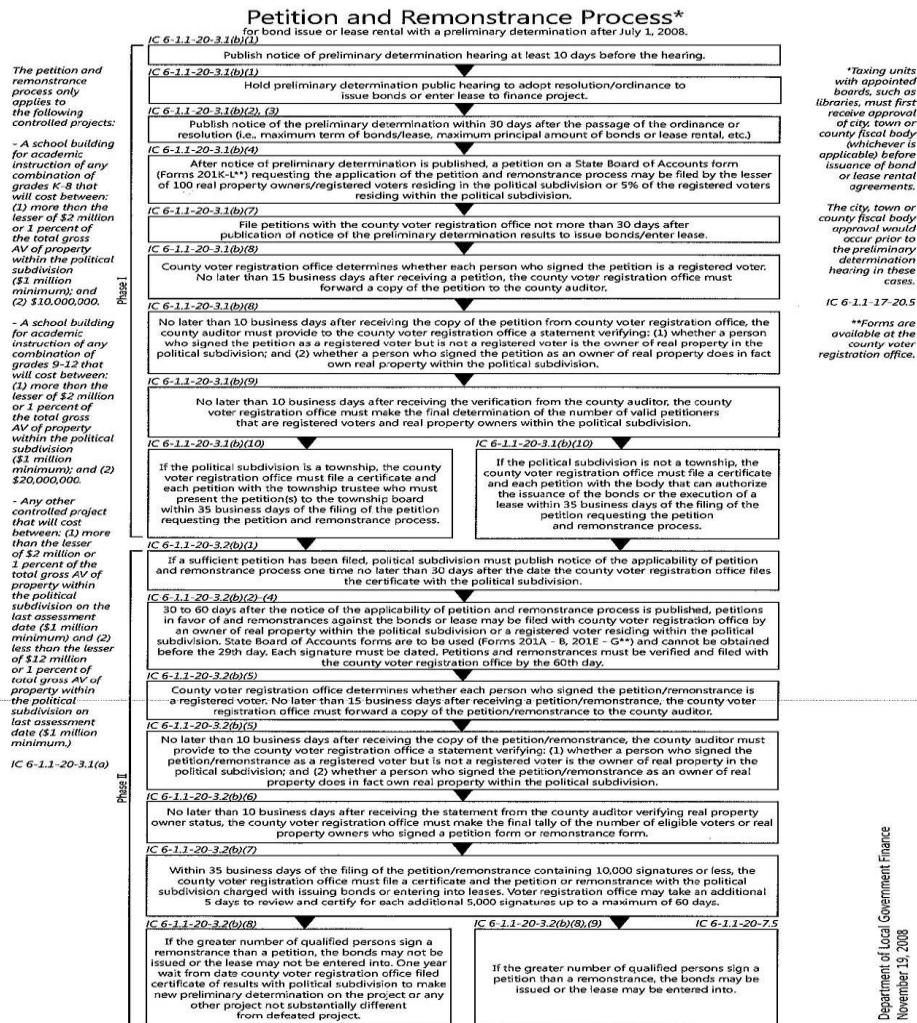 Petition and Remonstrance Process*
for bond issue or lease rental with a preliminary determination after July 1, 2008.
The petition and
remonstrance
process only
applies to
the following
controlled projects:
- A school building
for academic
instruction of any
combination of
grades K-8 that
will cost between:
(1) more than the
lesser of $2 million
or 1 percent of
the total gross
AV of property
within the political
subdivision
($1 million
minimum); and
(2) $10,000,000.
- A school building
for academic
instruction of any
combination of
grades 9-12 that
will cost between:
(1) more than the
lesser of $2 million
or 1 percent of
the total gross
AV of property
within the political
subdivision
($1 million
minimum); and (2)
$20,000,000.
- Any other
controlled project
that will cost
between: (1) more
than the lesser
of $2 million or
1 percent of the
total gross AV of
property within
the political
subdivision on the
last assessment
date ($1 million
minimum) and (2)
less than the lesser
of $12 million
or 1 percent of
total gross AV of
property within
the political
subdivision on
last assessment
date ($1 million
minimum.)
IC 6-1.1-20-3.1(a)
Phase I
IC 6-1.1-20-3.1(b)(1)
Publish notice of preliminary determination hearing at least 10 days before the hearing.
IC 6-1.1-20-3.1(b)(1)
Hold preliminary determination public hearing to adopt resolution/ordinance to
issue bonds or enter lease to finance project.
IC 6-1.1-20-3.1(b)(2), (3)
Publish notice of the preliminary determination within 30 days after the passage of the ordinance or
resolution (i.e., maximum term of bonds/lease, maximum principal amount of bonds or lease rental, etc.)
IC 6-1.1-20-3.1(b)(4)
After notice of preliminary determination is published, a petition on a State Board of Accounts form
(Forms 201K-L**) requesting the application of the petition and remonstrance process may be filed by the lesser
of 100 real property owners/registered voters residing in the political subdivision or 5% of the registered voters
residing within the political subdivision.
IC 6-1.1-20-3.1(b)(7)
File petitions with the county voter registration office not more than 30 days after
publication of notice of the preliminary determination results to issue bonds/enter lease.
IC 6-1.1-20-3.1(b)(8)
County voter registration office determines whether each person who signed the petition is a registered voter.
No later than 15 business days after receiving a petition, the county voter registration office must
forward a copy of the petition to the county auditor.
IC 6-1.1-20-3.1(b)(8)
No later than 10 business days after receiving the copy of the petition from county voter registration office, the
county auditor must provide to the county voter registration office a statement verifying: (1) whether a person
who signed the petition as a registered voter but is not a registered voter is the owner of real property in the
political subdivision; and (2) whether a person who signed the petition as an owner of real property does in fact
own real property within the political subdivision.
IC 6-1.1-20-3.1(b)(9)
No later than 10 business days after receiving the verification from the county auditor, the county
voter registration office must make the final determination of the number of valid petitioners
that are registered voters and real property owners within the political subdivision.
IC 6-1.1-20-3.1(b)(10)
If the political subdivision is a township, the county
voter registration office must file a certificate and
each petition with the township trustee who must
present the petition(s) to the township board
within 35 business days of the filing of the petition
requesting the petition and remonstrance process.
IC 6-1.1-20-3.1(b)(10)
If the political subdivision is not a township, the
county voter registration office must file a certificate
and each petition with the body that can authorize
the issuance of the bonds or the execution of a
lease within 35 business days of the filing of the
petition requesting the petition
and remonstrance process.
Phase II
IC 6-1.1-20-3.2(b)(1)
If a sufficient petition has been filed, political subdivision must publish notice of the applicability of petition
and remonstrance process one time no later than 30 days after the date the county voter registration office files
the certificate with the political subdivision.
IC 6-1.1-20-3.2(b)(2)-(4)
30 to 60 days after the notice of the applicability of petition and remonstrance process is published, petitions
in favor of and remonstrances against the bonds or lease may be filed with county voter registration office by
an owner of real property within the political subdivision or a registered voter residing within the political
subdivision. State Board of Accounts forms are to be used (Forms 201A - B, 201E - G**) and cannot be obtained
before the 29th day. Each signature must be dated. Petitions and remonstrances must be verified and filed with
the county voter registration office by the 60th day.
IC 6-1.1-20-3.2(b)(5)
County voter registration office determines whether each person who signed the petition/remonstrance is
a registered voter. No later than 15 business days after receiving a petition/remonstrance, the county voter
registration office must forward a copy of the petition/remonstrance to the county auditor.
IC 6-1.1-20-3.2(b)(5)
No later than 10 business days after receiving the copy of the petition/remonstrance, the county auditor must
provide to the county voter registration office a statement verifying: (1) whether a person who signed the
petition/remonstrance as a registered voter but is not a registered voter is the owner of real property in the
political subdivision; and (2) whether a person who signed the petition/remonstrance as an owner of real
property does in fact own real property within the political subdivision.
IC 6-1.1-20-3.2(b)(6)
No later than 10 business days after receiving the statement from the county auditor verifying real property
owner status, the county voter registration office must make the final tally of the number of eligible voters or real
property owners who signed a petition form or remonstrance form.
IC 6-1.1-20-3.2(b)(7)
Within 35 business days of the filing of the petition/remonstrance containing 10,000 signatures or less, the
county voter registration office must file a certificate and the petition or remonstrance with the political
subdivision charged with issuing bonds or entering into leases. Voter registration office may take an additional
5 days to review and certify for each additional 5,000 signatures up to a maximum of 60 days.
IC 6-1.1-20-3.2(b)(8)
If the greater number of qualified persons sign a
remonstrance than a petition, the bonds may not be
issued or the lease may not be entered into. One year
wait from date county voter registration office filed
certificate of results with political subdivision to make
new preliminary determination on the project or any
other project not substantially different
from defeated project.
IC 6-1.1-20-3.2(b)(8),(9) IC 6-1.1-20-7.5
If the greater number of qualified persons sign a
petition than a remonstrance, the bonds may be
issued or the lease may be entered into.
*Taxing units
with appointed
boards, such as
libraries, must first
receive approval
of city, town or
county fiscal body
(whichever is
applicable) before
issuance of bond
or lease rental
agreements.
The city, town or
county fiscal body
approval would
occur prior to
the preliminary
determination
hearing in these
cases.
IC 6-1.1-17-20.5
**Forms are
available at the
county voter
registration office.
Department of Local Government Finance
November 19, 2008